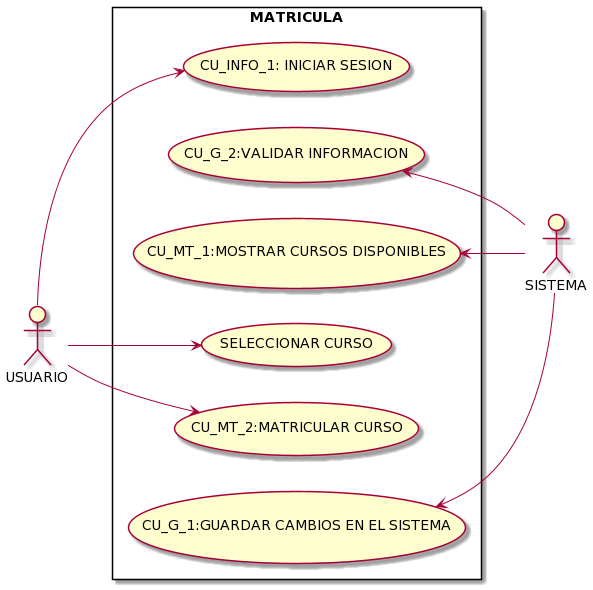 MATRICULA
CU_INFO_1: INICIAR SESION
CU_G_2:VALIDAR INFORMACION
CU_MT_1:MOSTRAR CURSOS DISPONIBLES
SISTEMA
SELECCIONAR CURSO
USUARIO
CU_MT_2:MATRICULAR CURSO
CU_G_1:GUARDAR CAMBIOS EN EL SISTEMA